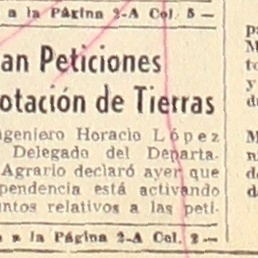 a la Página 2-A Col. 5 —
an Peticiones
otación de Tierras
ngeniero Horacio López
Delegado del Departa-
Agrario declaró ayer que
pendencia está activando
untos relativos a las peti-
a a la Página 2-A Col. 2 —